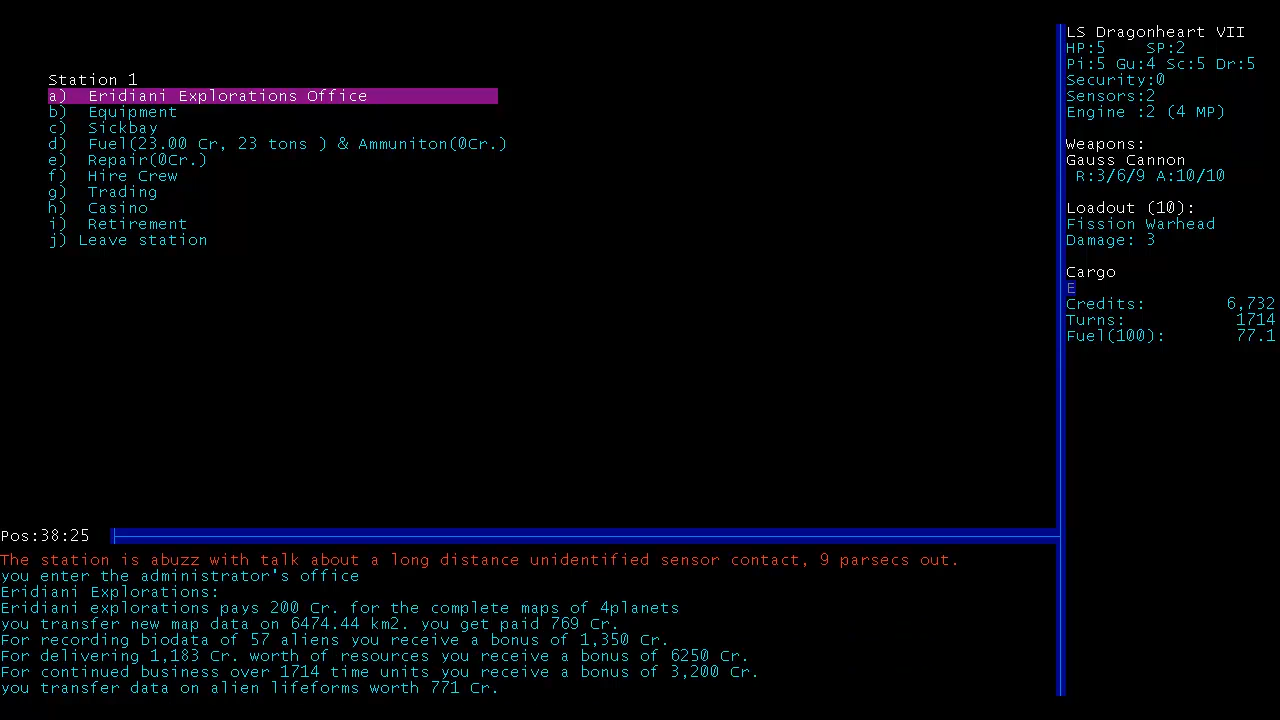 Station 1
a)  Eridiani Explorations Office
b)  Equipment
c)  Sickbay
d)  Fuel(23.00 Cr, 23 tons ) & Ammuniton(0Cr.)
e)  Repair(0Cr.)
f)  Hire Crew
g)  Trading
h)  Casino
i)  Retirement
j) Leave station
LS Dragonheart VII
HP:5    SP:2
Pi:5 Gu:4 Sc:5 Dr:5
Security:0
Sensors:2
Engine :2 (4 MP)
Weapons:
Gauss Cannon
R:3/6/9 A:10/10
Loadout (10):
Fission Warhead
Damage: 3
Cargo
E
Credits: 6,732
Turns: 1714
Fuel(100): 77.1
Pos:38:25
The station is abuzz with talk about a long distance unidentified sensor contact, 9 parsecs out.
you enter the administrator's office
Eridiani Explorations:
Eridiani explorations pays 200 Cr. for the complete maps of 4planets
you transfer new map data on 6474.44 km2. you get paid 769 Cr.
For recording biodata of 57 aliens you receive a bonus of 1,350 Cr.
For delivering 1,183 Cr. worth of resources you receive a bonus of 6250 Cr.
For continued business over 1714 time units you receive a bonus of 3,200 Cr.
you transfer data on alien lifeforms worth 771 Cr.